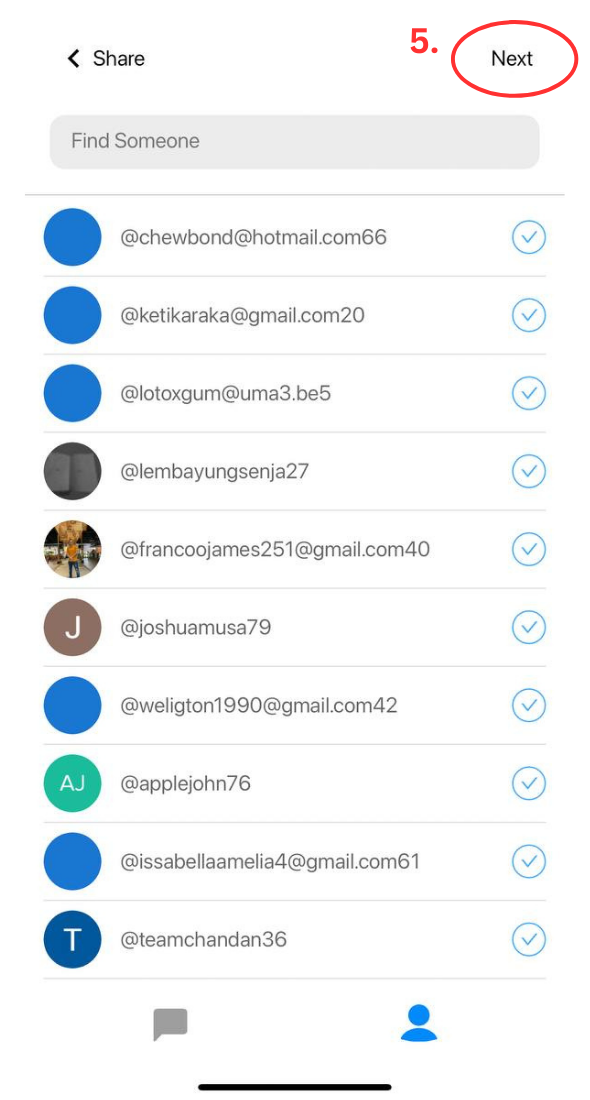 Share
5.
Next
Find Someone
@chewbond@hotmail.com66
@ketikaraka@gmail.com20
@lotoxgum@uma3.be5
@lembayungsenja27
@francoojames251@gmail.com40
J
@joshuamusa79
@weligton1990@gmail.com42
AJ
@applejohn76
@issabellaamelia4@gmail.com61
T
@teamchandan36